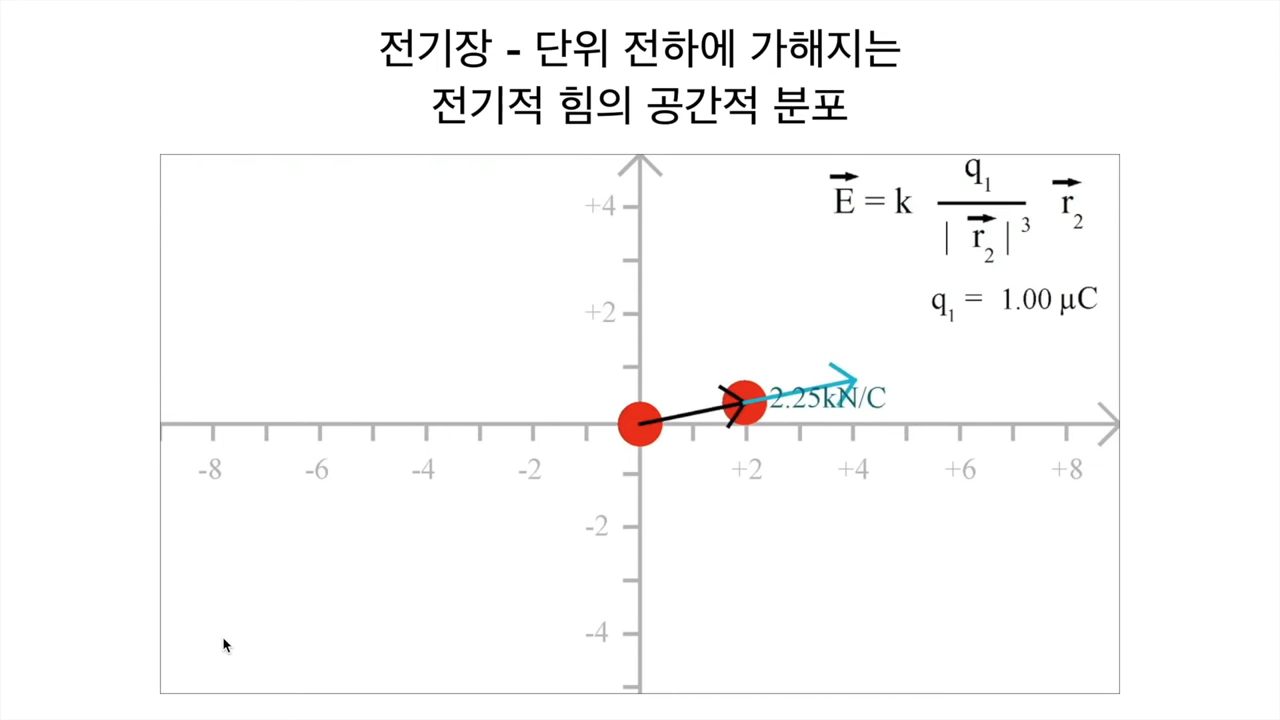 전기장 - 단위 전하에 가해지는
전기적 힘의 공간적 분포
E = k q1 / | r2 |3 r2
q1 = 1.00 µC
+4
+2
2.25kN/C
-8 -6 -4 -2 +2 +4 +6 +8
-2
-4